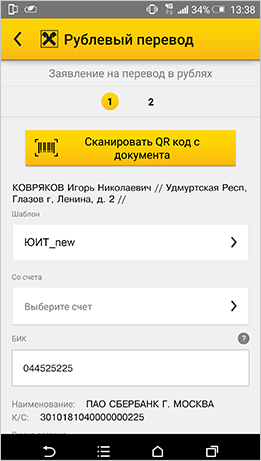 34% 13:38
Рублевый перевод
Заявление на перевод в рублях
1 2
Сканировать QR код с
документа
КОВРЯКОВ Игорь Николаевич // Удмуртская Респ,
Глазов г, Ленина, д. 2 //
Шаблон
ЮИТ_new
Со счета
Выберите счет
БИК
?
044525225
Наименование: ПАО СБЕРБАНК Г. МОСКВА
К/С: 3010181040000000225